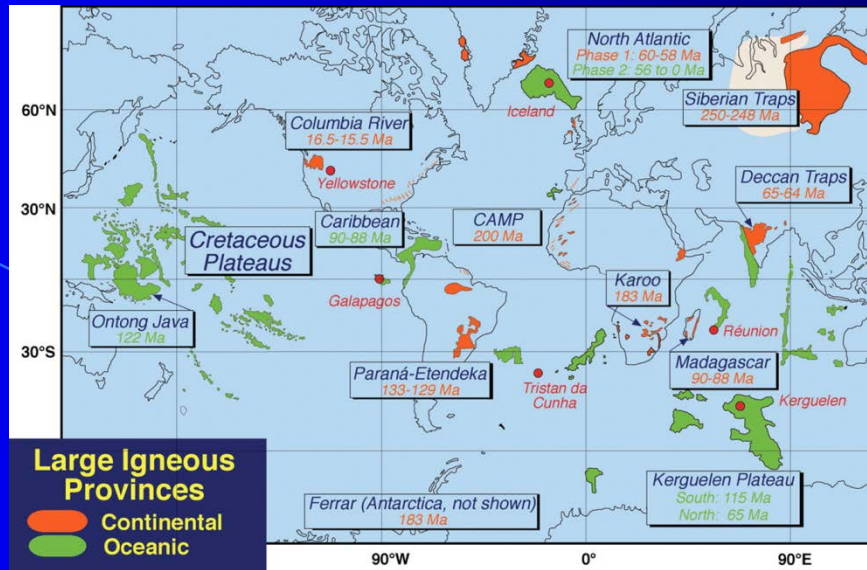 North Atlantic
Phase 1: 60-58 Ma
Phase 2: 56 to 0 Ma
Iceland
60°N
Siberian Traps
250-248 Ma
Columbia River
16.5-15.5 Ma
Yellowstone
Deccan Traps
65-64 Ma
30°N
Caribbean
90-88 Ma
CAMP
200 Ma
Cretaceous
Plateaus
Karoo
183 Ma
Galapagos
Ontong Java
122 Ma
Réunion
30°S
Madagascar
90-88 Ma
Paraná-Etendeka
133-129 Ma
Tristan da
Cunha
Kerguelen
Large Igneous
Provinces
Continental
Oceanic
Kerguelen Plateau
South: 115 Ma
North: 65 Ma
Ferrar (Antarctica, not shown)
183 Ma
90°W
0°
90°E